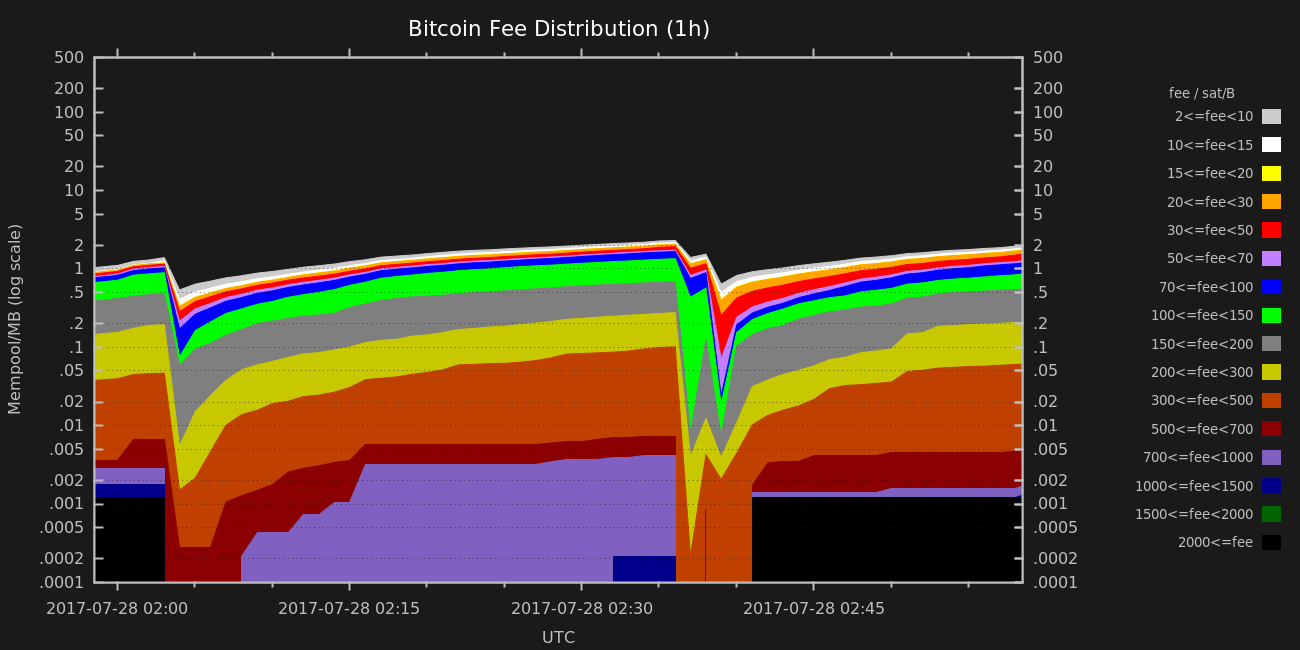 Bitcoin Fee Distribution (1h)
500 500
200 200
100 100
50 50
20 20
10 10
5 5
2 2
1 1
.5 .5
.2 .2
.1 .1
.05 .05
.02 .02
.01 .01
.005 .005
.002 .002
.001 .001
.0005 .0005
.0002 .0002
.0001 .0001
Mempool/MB (log scale)
2017-07-28 02:00 2017-07-28 02:15 2017-07-28 02:30 2017-07-28 02:45
UTC
fee / sat/B
2<=fee<10
10<=fee<15
15<=fee<20
20<=fee<30
30<=fee<50
50<=fee<70
70<=fee<100
100<=fee<150
150<=fee<200
200<=fee<300
300<=fee<500
500<=fee<700
700<=fee<1000
1000<=fee<1500
1500<=fee<2000
2000<=fee